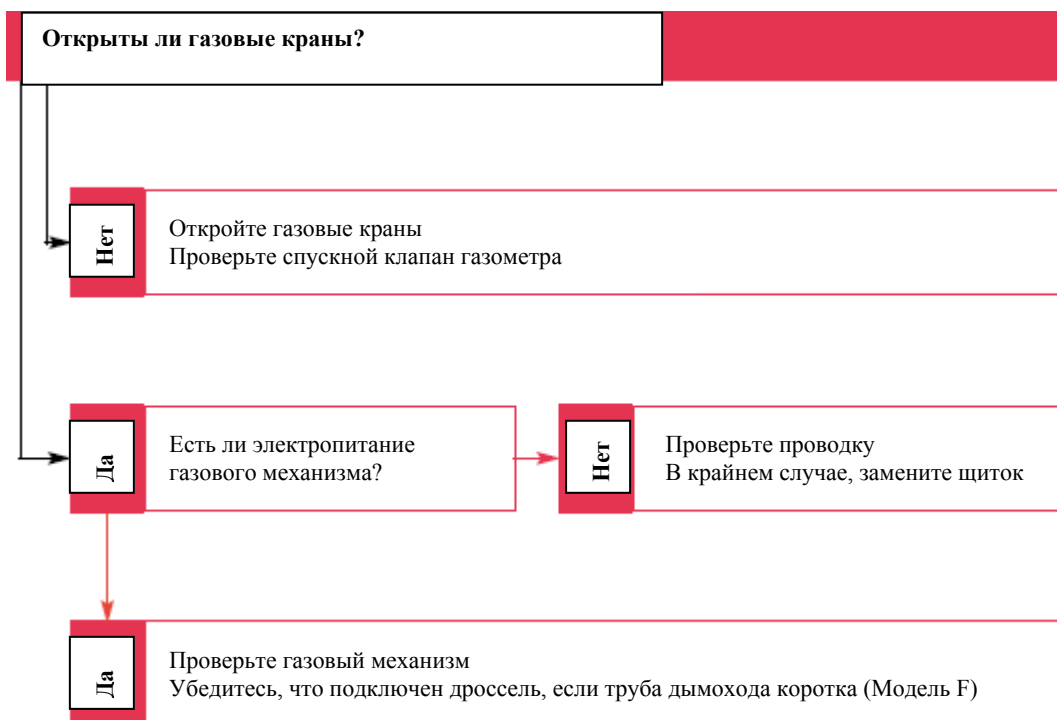 Открыты ли газовые краны?
Нет
Откройте газовые краны
Проверьте спускной клапан газометра
Да
Есть ли электропитание
газового механизма?
Нет
Проверьте проводку
В крайнем случае, замените щиток
Да
Проверьте газовый механизм
Убедитесь, что подключен дроссель, если труба дымохода коротка (Модель F)